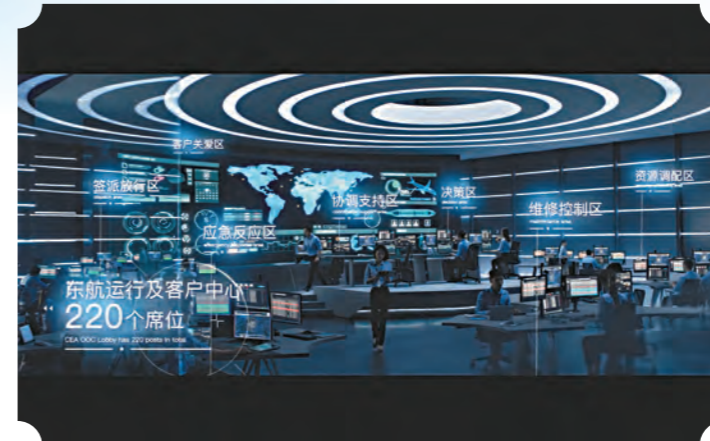 客户关爱区
签派放行区
应急反应区
协调支持区
决策区
维修控制区
资源调配区
东航运行及客户中心
220个席位
CEA OCC Lobby has 220 posts in total